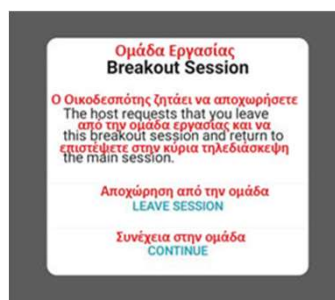 Ομάδα Εργασίας
Breakout Session
Ο Οικοδεσπότης ζητάει να αποχωρήσετε
The host requests that you leave
από την ομάδα εργασίας και να
this breakout session and return to
επιστέψετε στην κύρια τηλεδιάσκεψη
the main session.
Αποχώρηση από την ομάδα
LEAVE SESSION
Συνέχεια στην ομάδα
CONTINUE